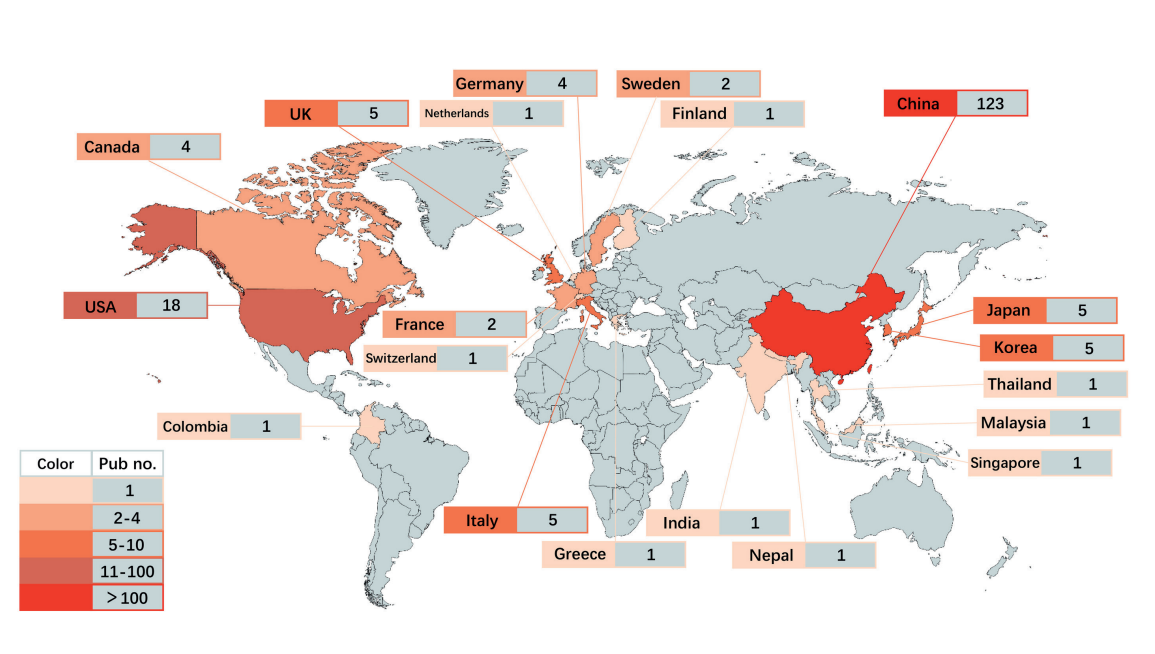 Germany 4
Sweden 2
China 123
UK 5
Netherlands 1
Finland 1
Canada 4
USA 18
France 2
Japan 5
Switzerland 1
Korea 5
Thailand 1
Colombia 1
Malaysia 1
Singapore 1
Color Pub no.
1
2-4
5-10
11-100
>100
Italy 5
India 1
Greece 1
Nepal 1